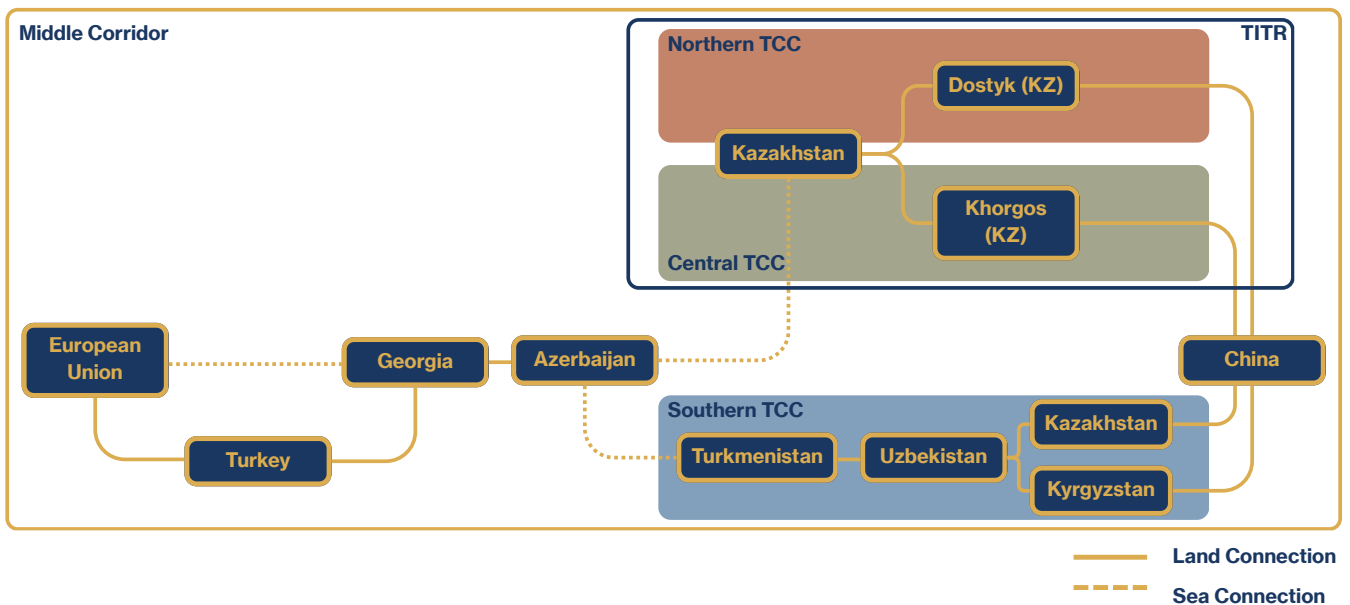 Middle Corridor
TITR
Northern TCC
Dostyk (KZ)
Kazakhstan
Khorgos
(KZ)
Central TCC
European
Union
Georgia
Azerbaijan
China
Turkey
Southern TCC
Kazakhstan
Turkmenistan
Uzbekistan
Kyrgyzstan
Land Connection
Sea Connection